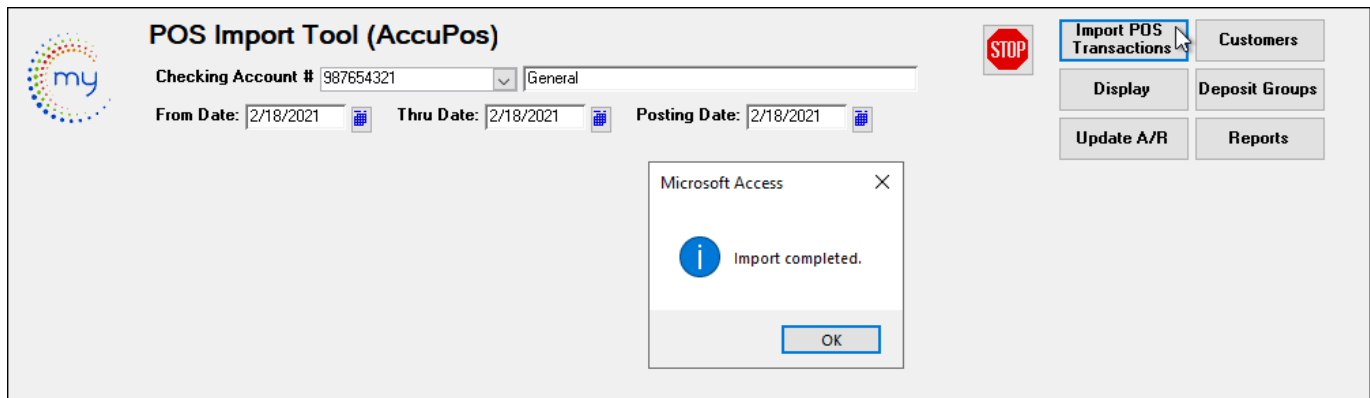 my
POS Import Tool (AccuPos)
Checking Account # 987654321 General
From Date: 2/18/2021 Thru Date: 2/18/2021 Posting Date: 2/18/2021
STOP
Import POS
Transactions
Customers
Display
Deposit Groups
Update A/R
Reports
Microsoft Access
Import completed.
OK